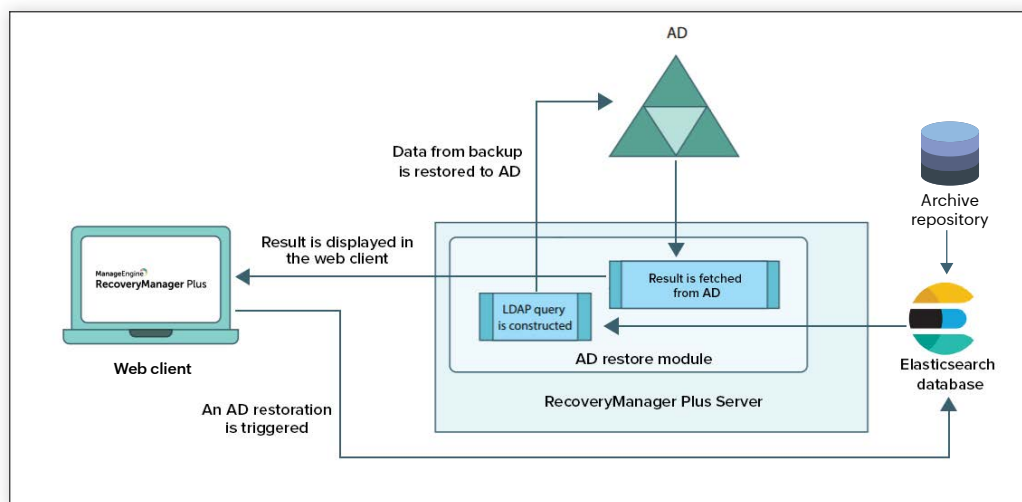 AD
Data from backup
is restored to AD
Archive
repository
Result is displayed in
the web client
ManageEngine
RecoveryManager Plus
Result is fetched
from AD
LDAP query
is constructed
AD restore module
Elasticsearch
database
Web client
RecoveryManager Plus Server
An AD restoration
is triggered